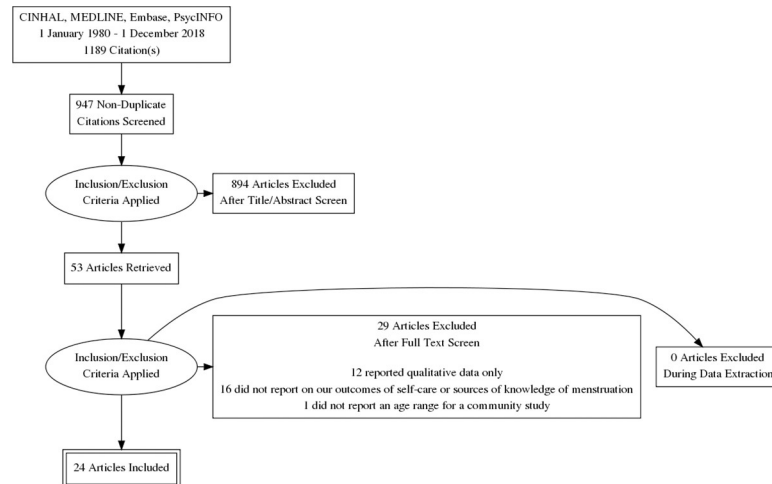 CINHAL, MEDLINE, Embase, PsycINFO
1 January 1980 - 1 December 2018
1189 Citation(s)
947 Non-Duplicate
Citations Screened
Inclusion/Exclusion
Criteria Applied
894 Articles Excluded
After Title/Abstract Screen
53 Articles Retrieved
Inclusion/Exclusion
Criteria Applied
29 Articles Excluded
After Full Text Screen
12 reported qualitative data only
16 did not report on our outcomes of self-care or sources of knowledge of menstruation
1 did not report an age range for a community study
0 Articles Excluded
During Data Extraction
24 Articles Included